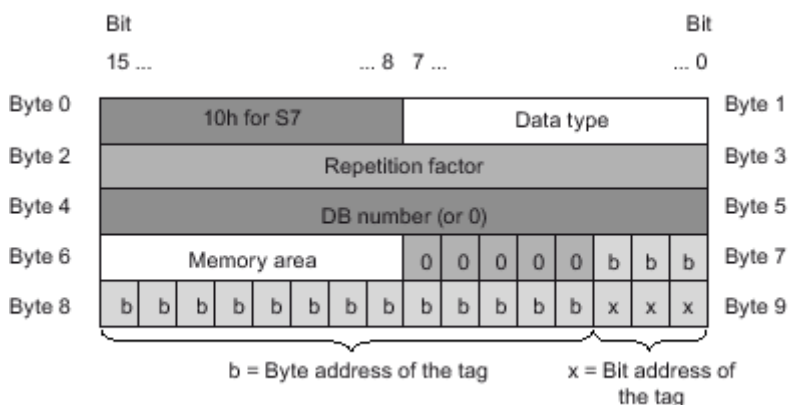 Bit Bit
15 ... ... 8 7 ... ... 0
Byte 0 10h for S7 Data type Byte 1
Byte 2 Repetition factor Byte 3
Byte 4 DB number (or 0) Byte 5
Byte 6 Memory area 0 0 0 0 0 b b b Byte 7
Byte 8 b b b b b b b b b b b b b x x x Byte 9
b = Byte address of the tag x = Bit address of
the tag